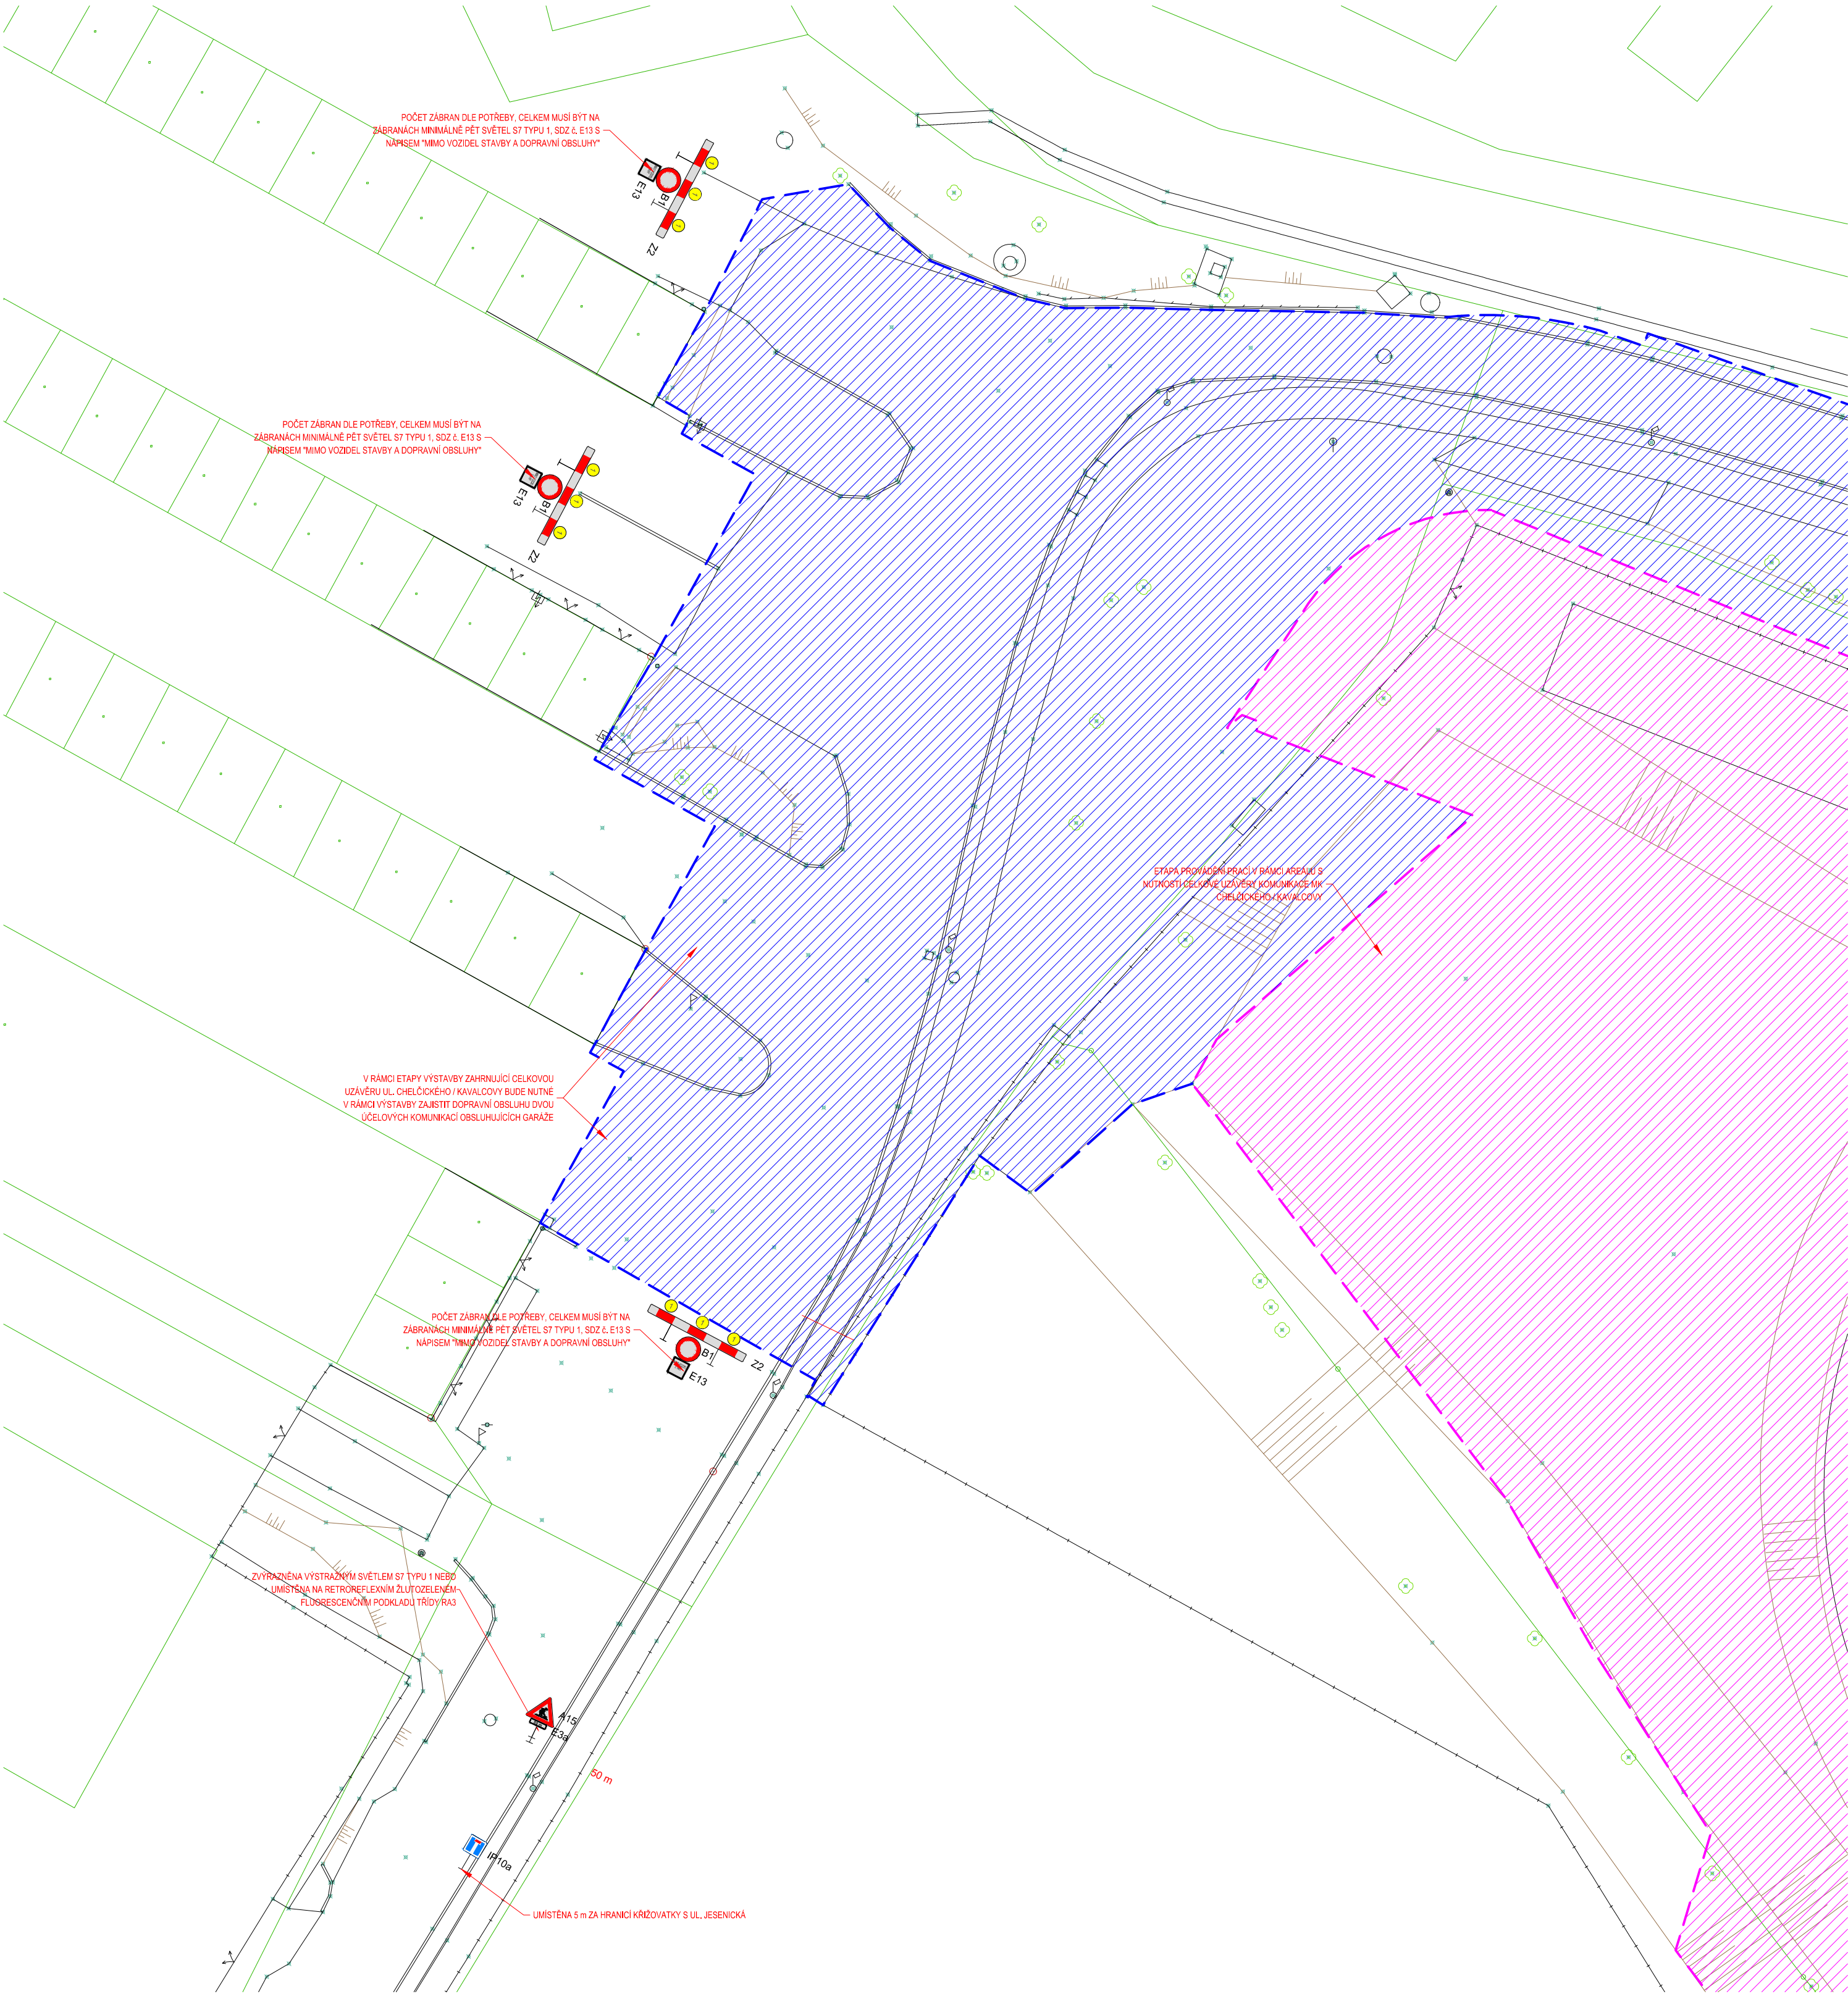 POČET ZÁBRAN DLE POTŘEBY, CELKEM MUSÍ BÝT NA
ZÁBRANÁCH MINIMÁLNĚ PĚT SVĚTEL S7 TYPU 1, SDZ č. E13 S
NÁPISEM "MIMO VOZIDEL STAVBY A DOPRAVNÍ OBSLUHY"
E13
B1
Z2
POČET ZÁBRAN DLE POTŘEBY, CELKEM MUSÍ BÝT NA
ZÁBRANÁCH MINIMÁLNĚ PĚT SVĚTEL S7 TYPU 1, SDZ č. E13 S
NÁPISEM "MIMO VOZIDEL STAVBY A DOPRAVNÍ OBSLUHY"
E13
B1
Z2
ETAPA PROVÁDĚNÍ PRACÍ V RÁMCI AREÁLU S
NUTNOSTÍ CELKOVÉ UZÁVĚRY KOMUNIKACE MK
CHELČICKÉHO / KAVALCOVY
V RÁMCI ETAPY VÝSTAVBY ZAHRNUJÍCÍ CELKOVOU
UZÁVĚRU UL. CHELČICKÉHO / KAVALCOVY BUDE NUTNÉ
V RÁMCI VÝSTAVBY ZAJISTIT DOPRAVNÍ OBSLUHU DVOU
ÚČELOVÝCH KOMUNIKACÍ OBSLUHUJÍCÍCH GARÁŽE
POČET ZÁBRAN DLE POTŘEBY, CELKEM MUSÍ BÝT NA
ZÁBRANÁCH MINIMÁLNĚ PĚT SVĚTEL S7 TYPU 1, SDZ č. E13 S
NÁPISEM "MIMO VOZIDEL STAVBY A DOPRAVNÍ OBSLUHY"
B1
Z2
E13
ZVÝRAZNĚNA VÝSTRAŽNÝM SVĚTLEM S7 TYPU 1 NEBO
UMÍSTĚNA NA RETROREFLEXNÍM ŽLUTOZELENÉM
FLUORESCENČNÍM PODKLADU TŘÍDY RA3
A15
E3a
50 m
IP10a
UMÍSTĚNA 5 m ZA HRANICÍ KŘIŽOVATKY S UL. JESENICKÁ